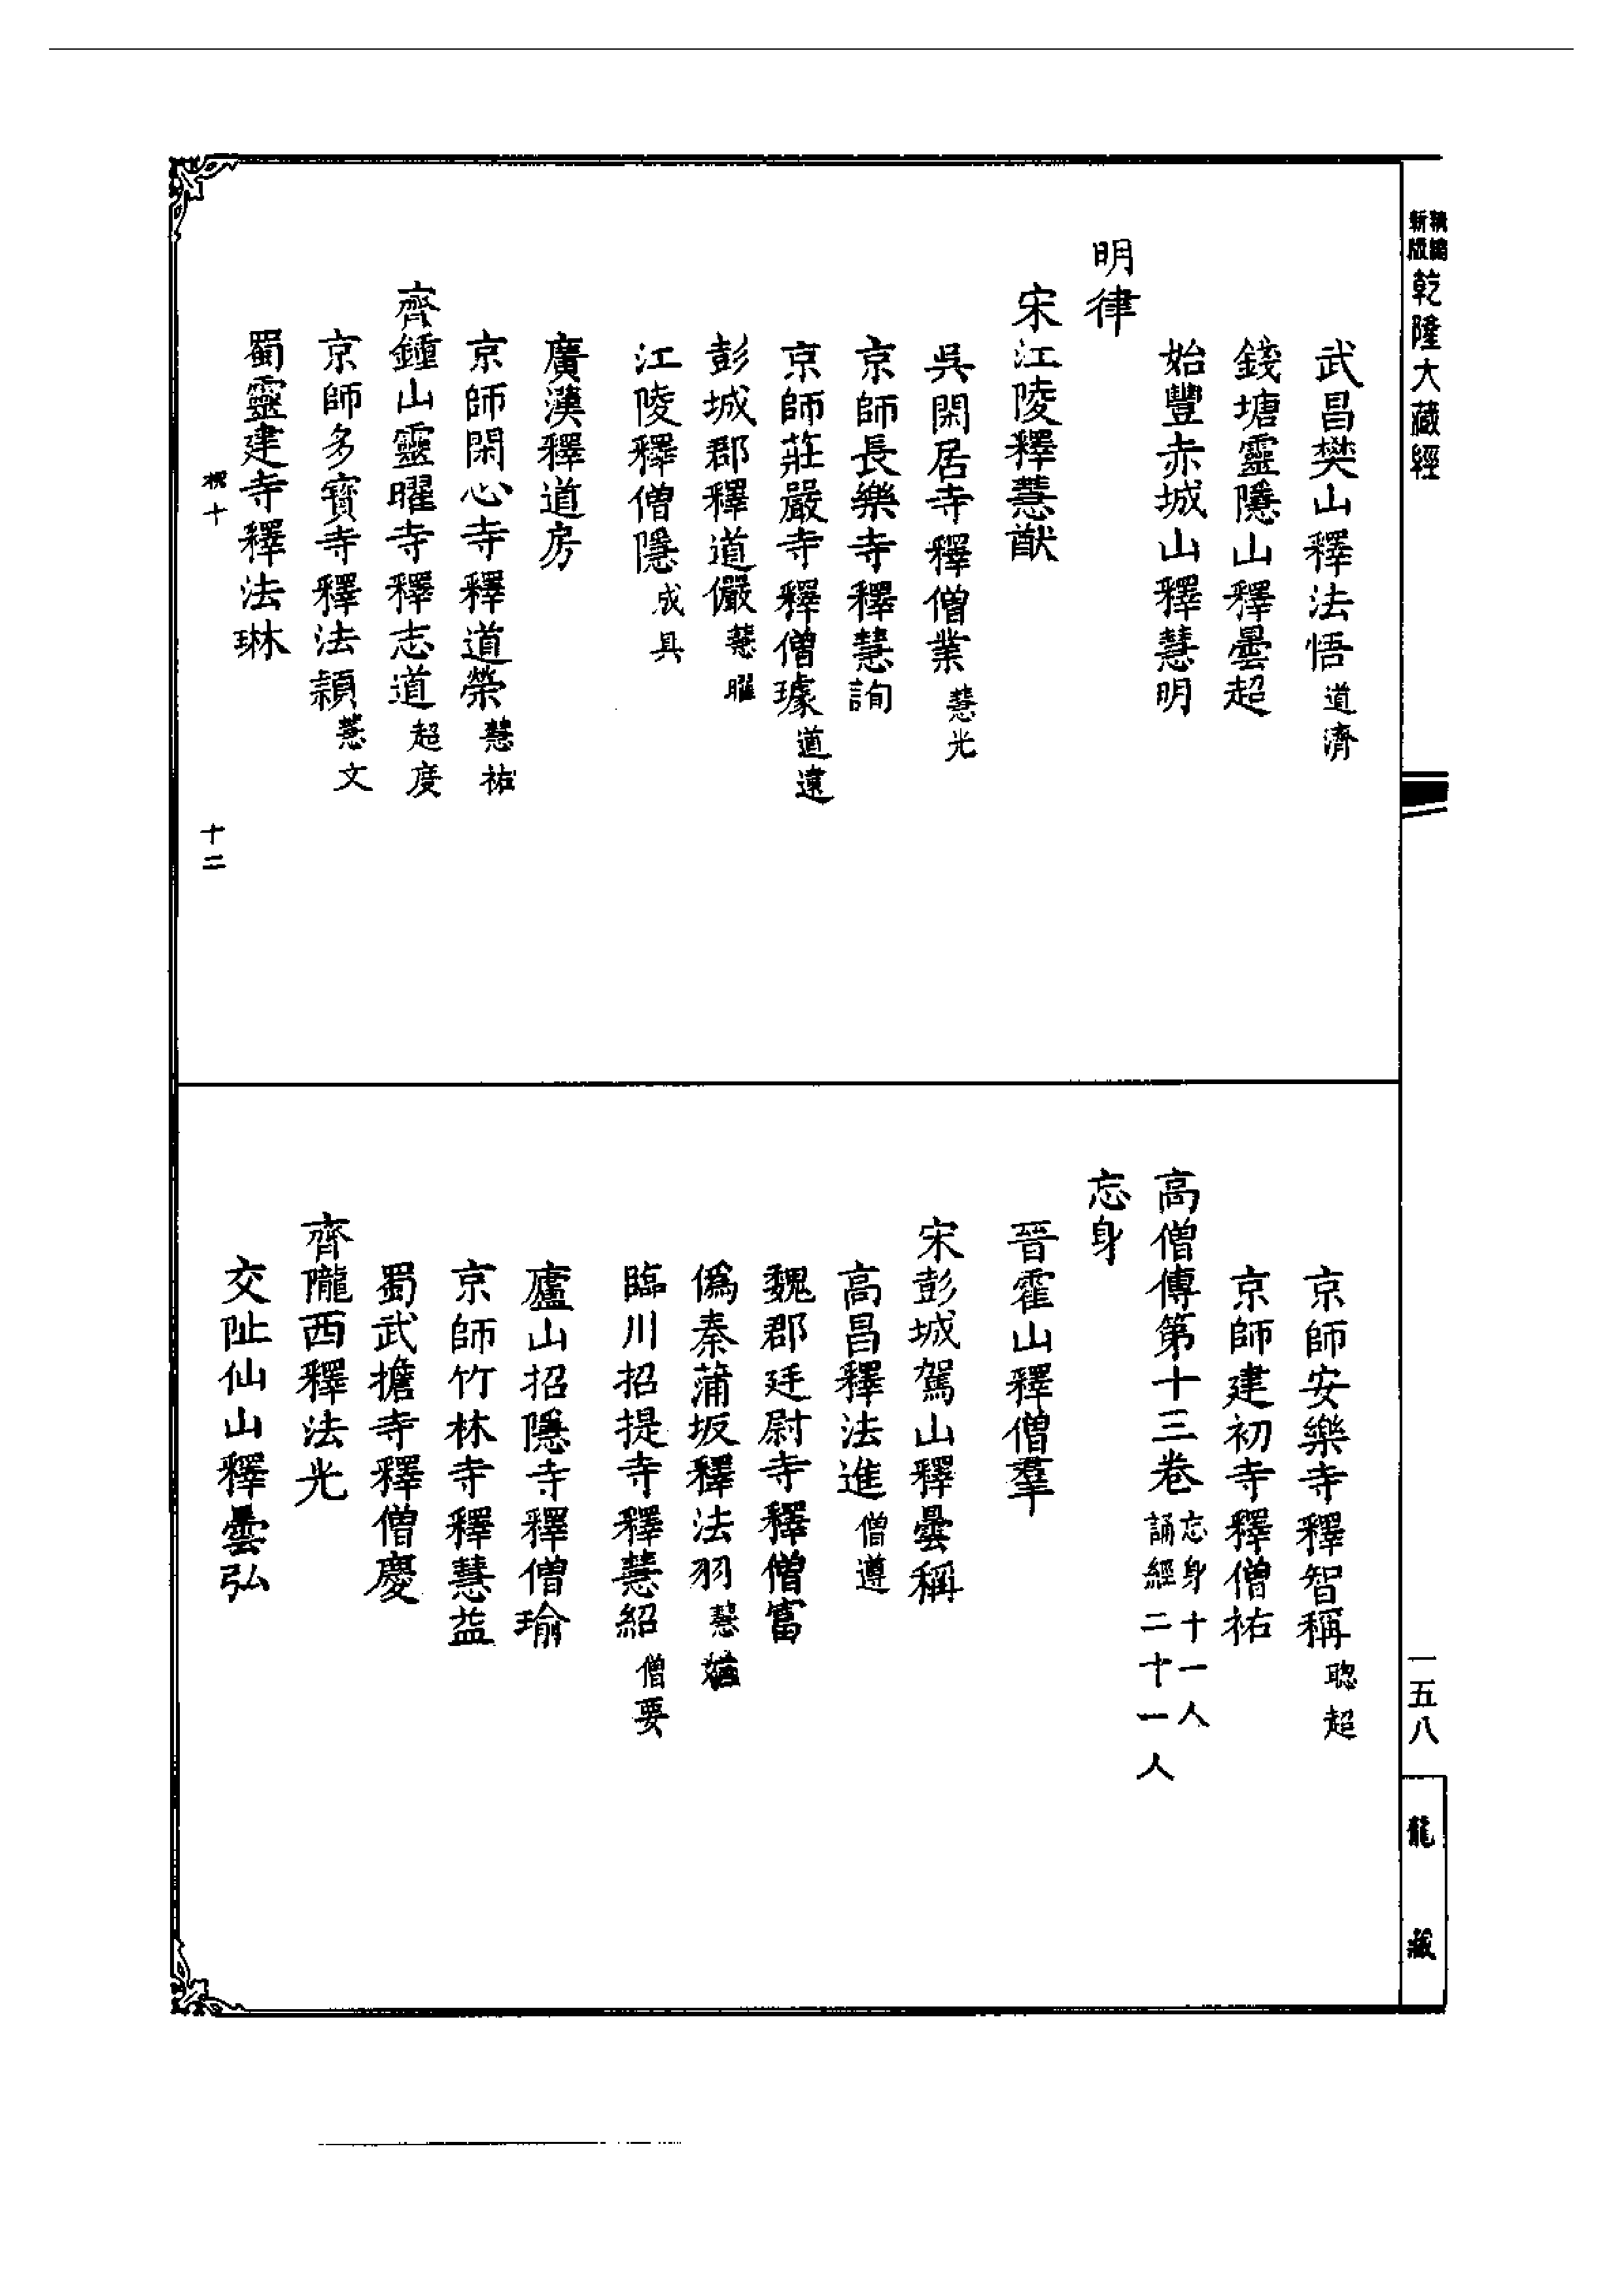 精編
新版
乾隆大藏經
武昌樊山釋法悟 道濟
錢塘靈隱山釋曇超
始豐赤城山釋慧明
明律
宋江陵釋慧猷
吳閑居寺釋僧業 慧光
京師長樂寺釋慧詢
京師莊嚴寺釋僧璩 道遠
彭城郡釋道儼 慧曜
江陵釋僧隱 成具
廣漢釋道房
京師閑心寺釋道榮 慧祐
齊鍾山靈曜寺釋志道 超度
京師多寶寺釋法頴 慧文
蜀靈建寺釋法琳
十 十二
京師安樂寺釋智稱 聰超
京師建初寺釋僧祐
高僧傳第十三卷 忘身十一人
誦經二十一人
忘身
晉霍山釋僧羣
宋彭城駕山釋曇稱
高昌釋法進 僧遵
魏郡廷尉寺釋僧富
僞秦蒲坂釋法羽 慧
臨川招提寺釋慧紹 僧要
廬山招隱寺釋僧瑜
京師竹林寺釋慧益
蜀武擔寺釋僧慶
齊隴西釋法光
交阯仙山釋曇弘
一五八
龍藏